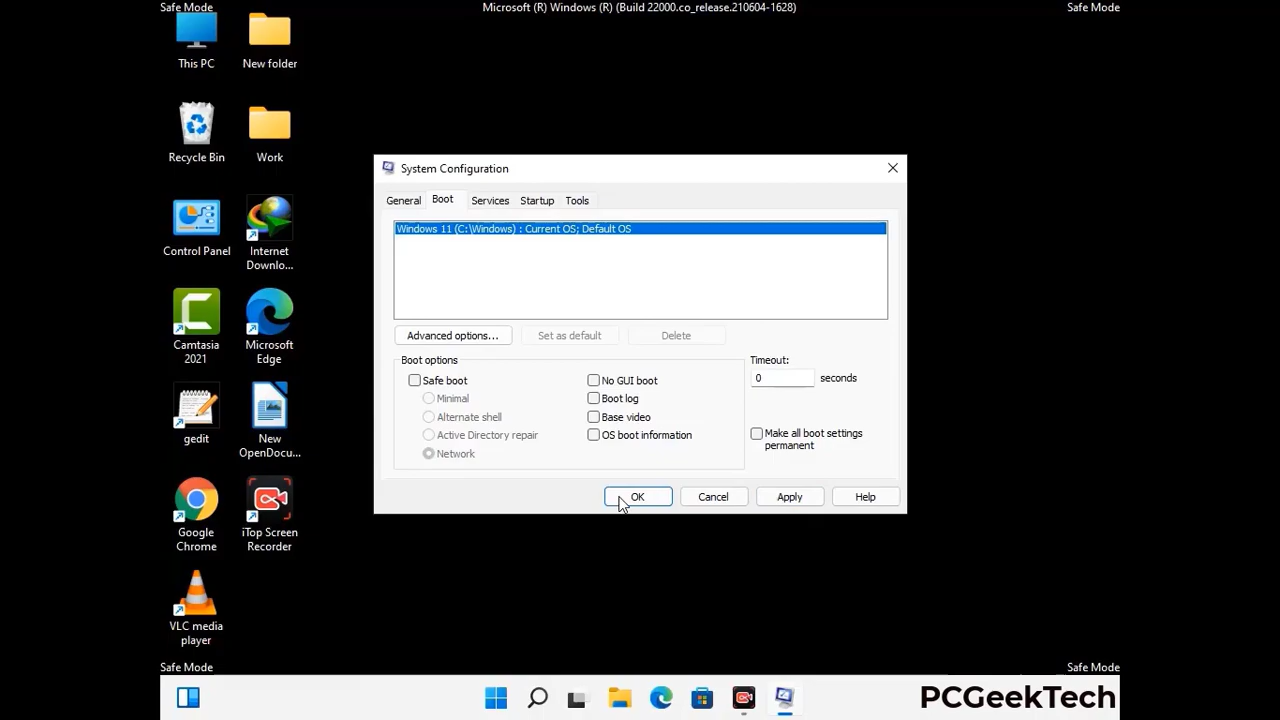 Safe Mode
Microsoft (R) Windows (R) (Build 22000.co_release.210604-1628)
Safe Mode
This PC
New folder
Recycle Bin
Work
Control Panel
Internet
Downlo...
Camtasia
2021
Microsoft
Edge
gedit
New
OpenDocu...
Google
Chrome
iTop Screen
Recorder
VLC media
player
System Configuration
General
Boot
Services
Startup
Tools
Windows 11 (C:\Windows) : Current OS; Default OS
Advanced options...
Set as default
Delete
Boot options
Safe boot
Minimal
Alternate shell
Active Directory repair
Network
No GUI boot
Boot log
Base video
OS boot information
Timeout:
0 seconds
Make all boot settings
permanent
OK
Cancel
Apply
Help
Safe Mode
Safe Mode
PCGeekTech